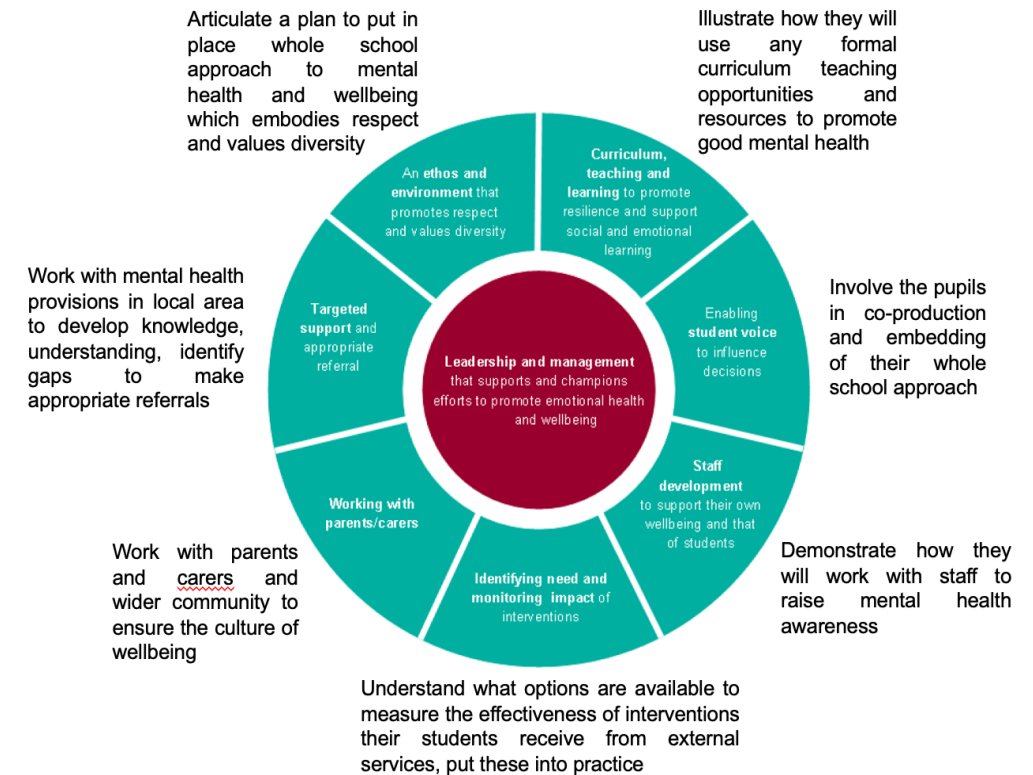 Articulate a plan to put in
place whole school
approach to mental
health and wellbeing
which embodies respect
and values diversity
Illustrate how they will
use any formal
curriculum teaching
opportunities and
resources to promote
good mental health
An ethos and
environment that
promotes respect
and values diversity
Curriculum,
teaching and
learning to promote
resilience and support
social and emotional
learning
Work with mental health
provisions in local area
to develop knowledge,
understanding, identify
gaps to make
appropriate referrals
Targeted
support and
appropriate
referral
Leadership and management
that supports and champions
efforts to promote emotional health
and wellbeing
Enabling
student voice
to influence
decisions
Involve the pupils
in co-production
and embedding
of their whole
school approach
Working with
parents/carers
Staff
development
to support their own
wellbeing and that
of students
Work with parents
and carers and
wider community to
ensure the culture of
wellbeing
Identifying need and
monitoring impact of
interventions
Demonstrate how they
will work with staff to
raise mental health
awareness
Understand what options are available to
measure the effectiveness of interventions
their students receive from external
services, put these into practice